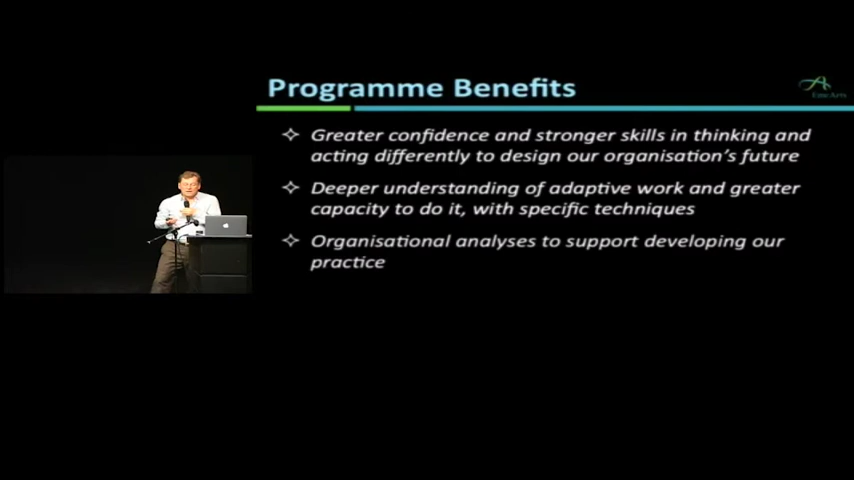 Programme Benefits
Greater confidence and stronger skills in thinking and
acting differently to design our organisation's future
Deeper understanding of adaptive work and greater
capacity to do it, with specific techniques
Organisational analyses to support developing our
practice